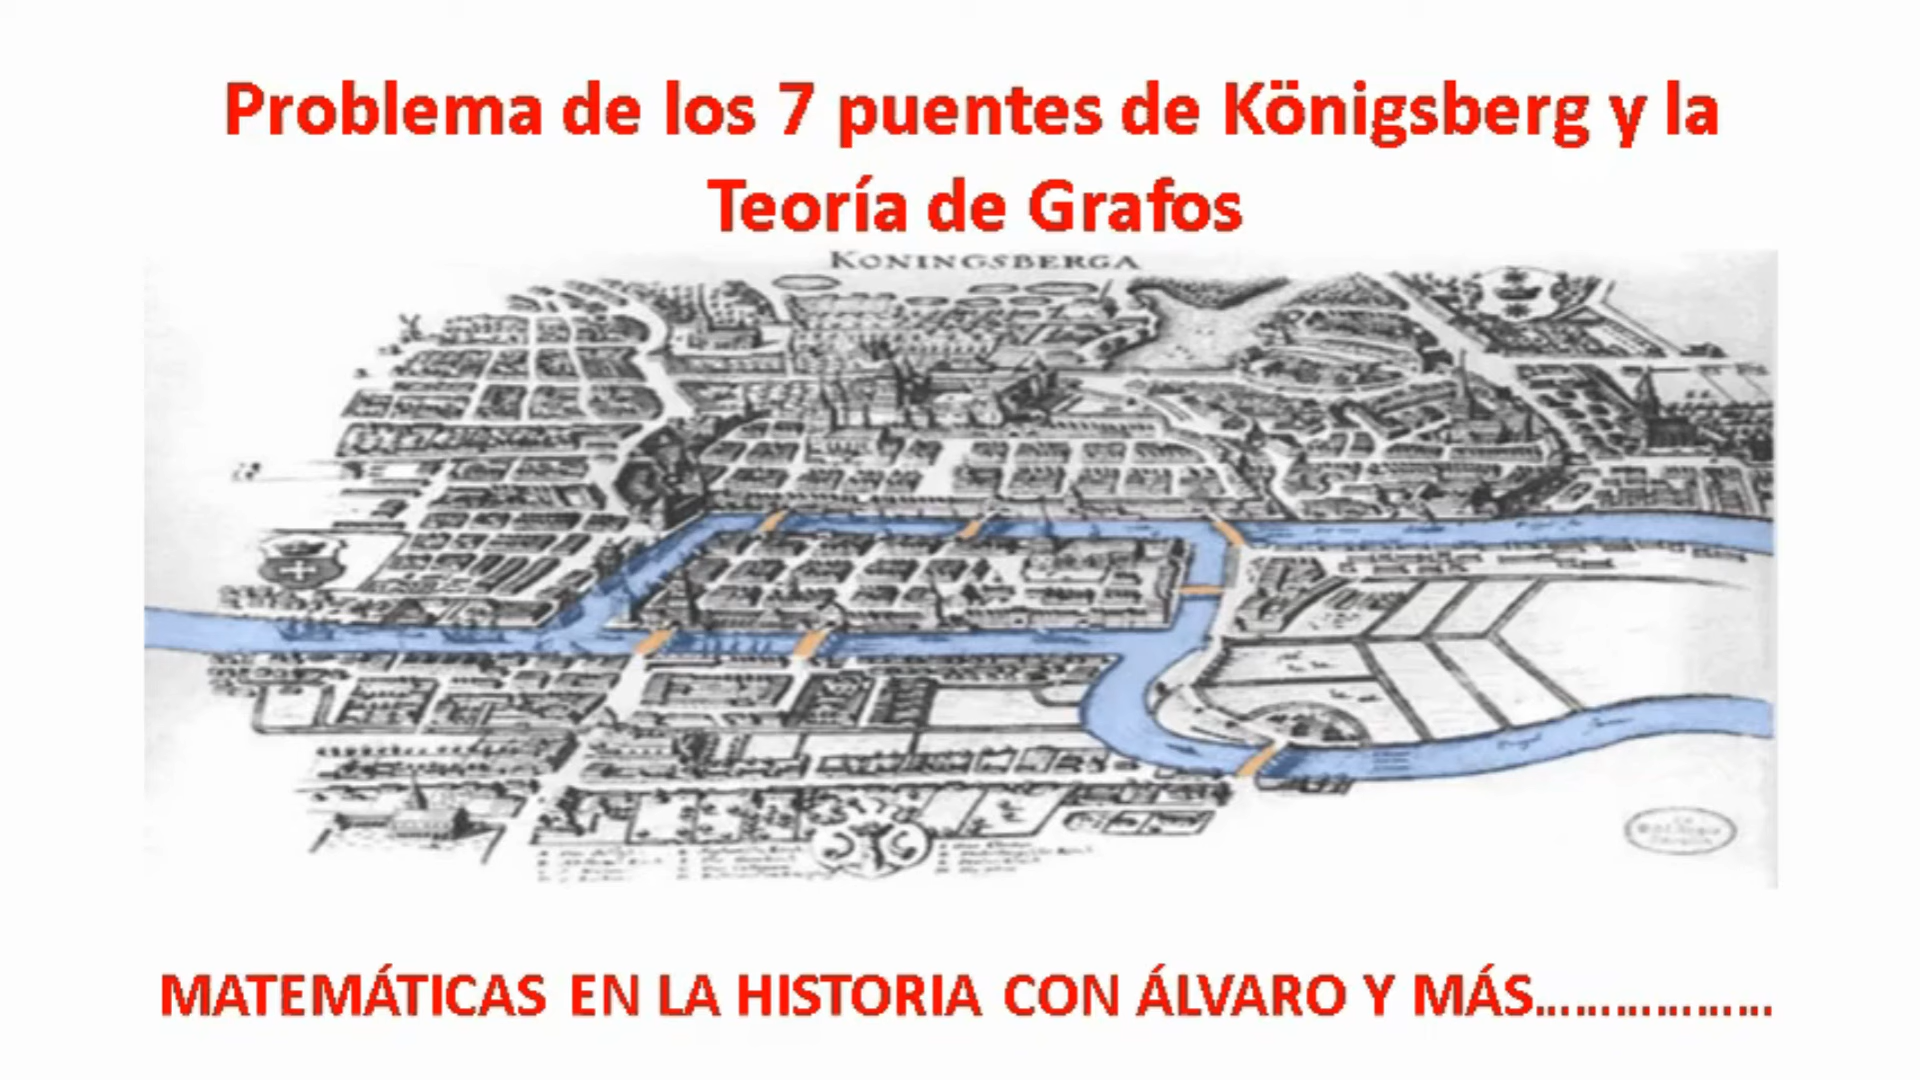 Problema de los 7 puentes de Königsberg y la
Teoría de Grafos
KONINGSBERGA
MATEMÁTICAS EN LA HISTORIA CON ÁLVARO Y MÁS..................